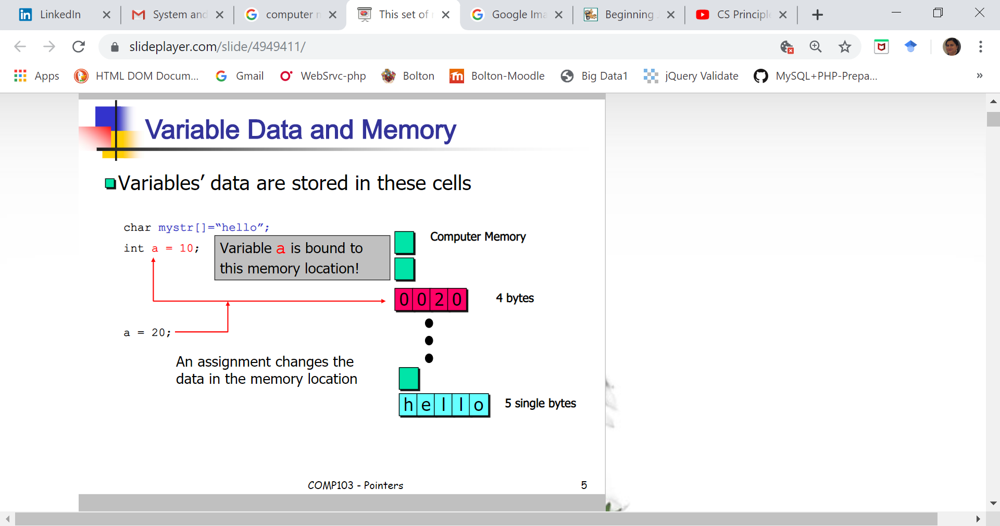 LinkedIn
System and
computer
This set of
Google Ima
Beginning
CS Principle
slideplayer.com/slide/4949411/
Apps
HTML DOM Docum...
Gmail
WebSrvc-php
Bolton
Bolton-Moodle
Big Data1
jQuery Validate
MySQL+PHP-Prepa...
»
Variable Data and Memory
Variables’ data are stored in these cells
char mystr[]=“hello”;
int a = 10;
Variable a is bound to
this memory location!
Computer Memory
0 0 2 0
4 bytes
a = 20;
An assignment changes the
data in the memory location
h e l l o
5 single bytes
COMP103 - Pointers
5